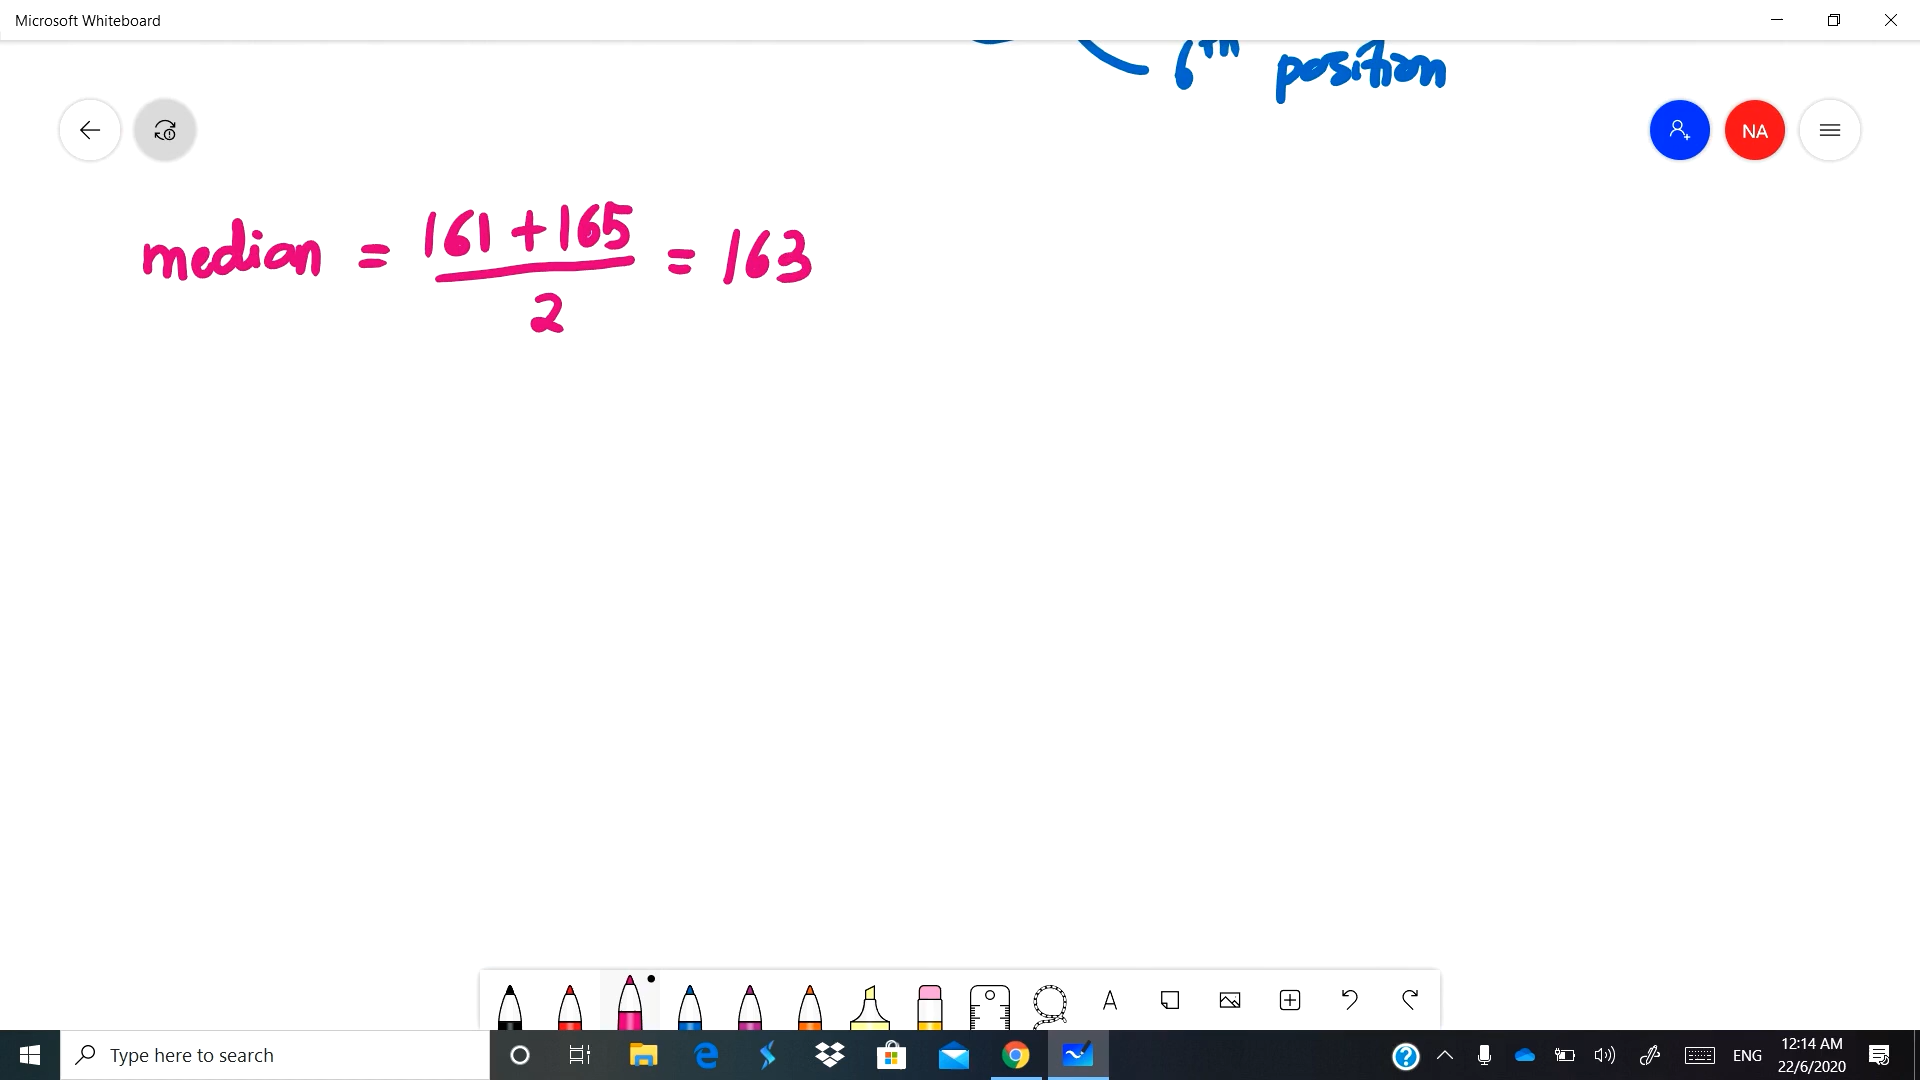 Microsoft Whiteboard
6th position
NA
median = 161 + 165 / 2 = 163
A
Type here to search
ENG
12:14 AM
22/6/2020